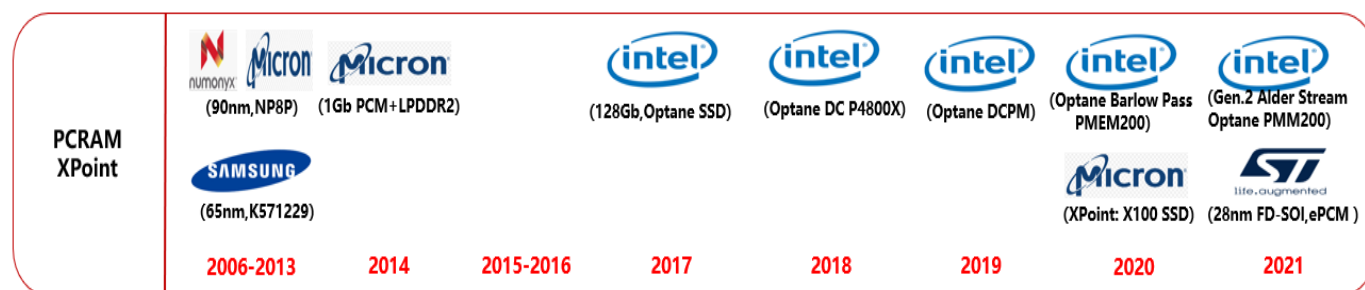 PCRAM
XPoint
numonyx Micron
(90nm,NP8P)
SAMSUNG
(65nm,K571229)
2006-2013
Micron
(1Gb PCM+LPDDR2)
2014
2015-2016
intel
(128Gb,Optane SSD)
2017
intel
(Optane DC P4800X)
2018
intel
(Optane DCPM)
2019
intel
(Optane Barlow Pass
PMEM200)
Micron
(XPoint: X100 SSD)
2020
intel
(Gen.2 Alder Stream
Optane PMM200)
ST
life.augmented
(28nm FD-SOI,ePCM )
2021